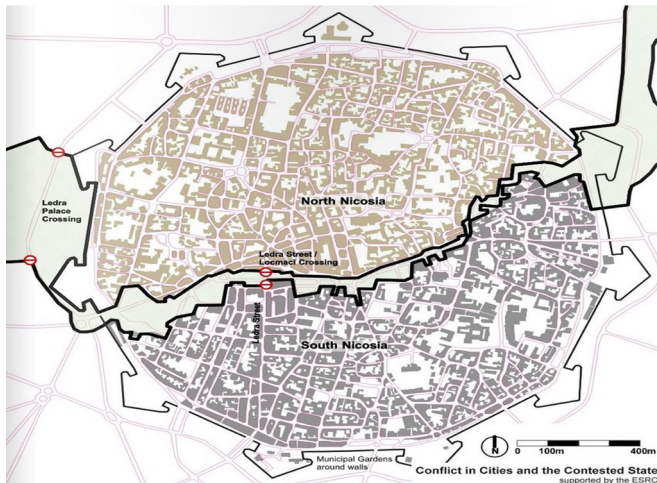 North Nicosia
Ledra
Palace
Crossing
Ledra Street /
Locmaci Crossing
Ledra Street
South Nicosia
Municipal Gardens
around walls
N
0 100m 400m
Conflict in Cities and the Contested State
supported by the ESRC